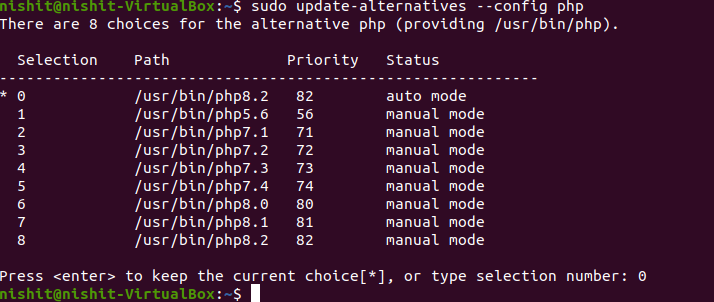 nishit@nishit-VirtualBox:~$ sudo update-alternatives --config php
There are 8 choices for the alternative php (providing /usr/bin/php).
  Selection    Path             Priority   Status
------------------------------------------------------------
* 0            /usr/bin/php8.2   82        auto mode
  1            /usr/bin/php5.6   56        manual mode
  2            /usr/bin/php7.1   71        manual mode
  3            /usr/bin/php7.2   72        manual mode
  4            /usr/bin/php7.3   73        manual mode
  5            /usr/bin/php7.4   74        manual mode
  6            /usr/bin/php8.0   80        manual mode
  7            /usr/bin/php8.1   81        manual mode
  8            /usr/bin/php8.2   82        manual mode
Press <enter> to keep the current choice[*], or type selection number: 0
nishit@nishit-VirtualBox:~$